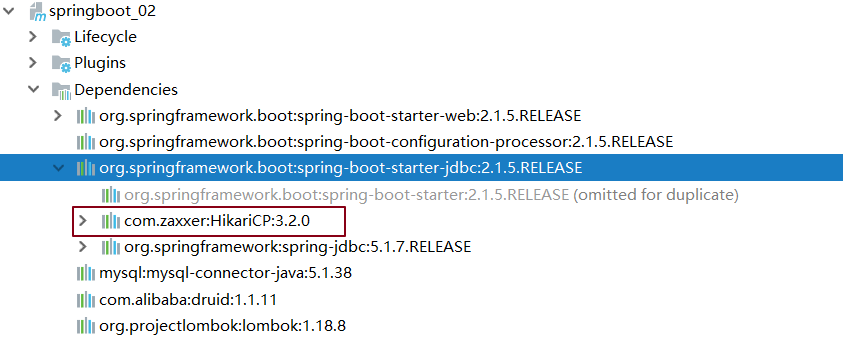 springboot_02
Lifecycle
Plugins
Dependencies
org.springframework.boot:spring-boot-starter-web:2.1.5.RELEASE
org.springframework.boot:spring-boot-configuration-processor:2.1.5.RELEASE
org.springframework.boot:spring-boot-starter-jdbc:2.1.5.RELEASE
org.springframework.boot:spring-boot-starter:2.1.5.RELEASE (omitted for duplicate)
com.zaxxer:HikariCP:3.2.0
org.springframework:spring-jdbc:5.1.7.RELEASE
mysql:mysql-connector-java:5.1.38
com.alibaba:druid:1.1.11
org.projectlombok:lombok:1.18.8